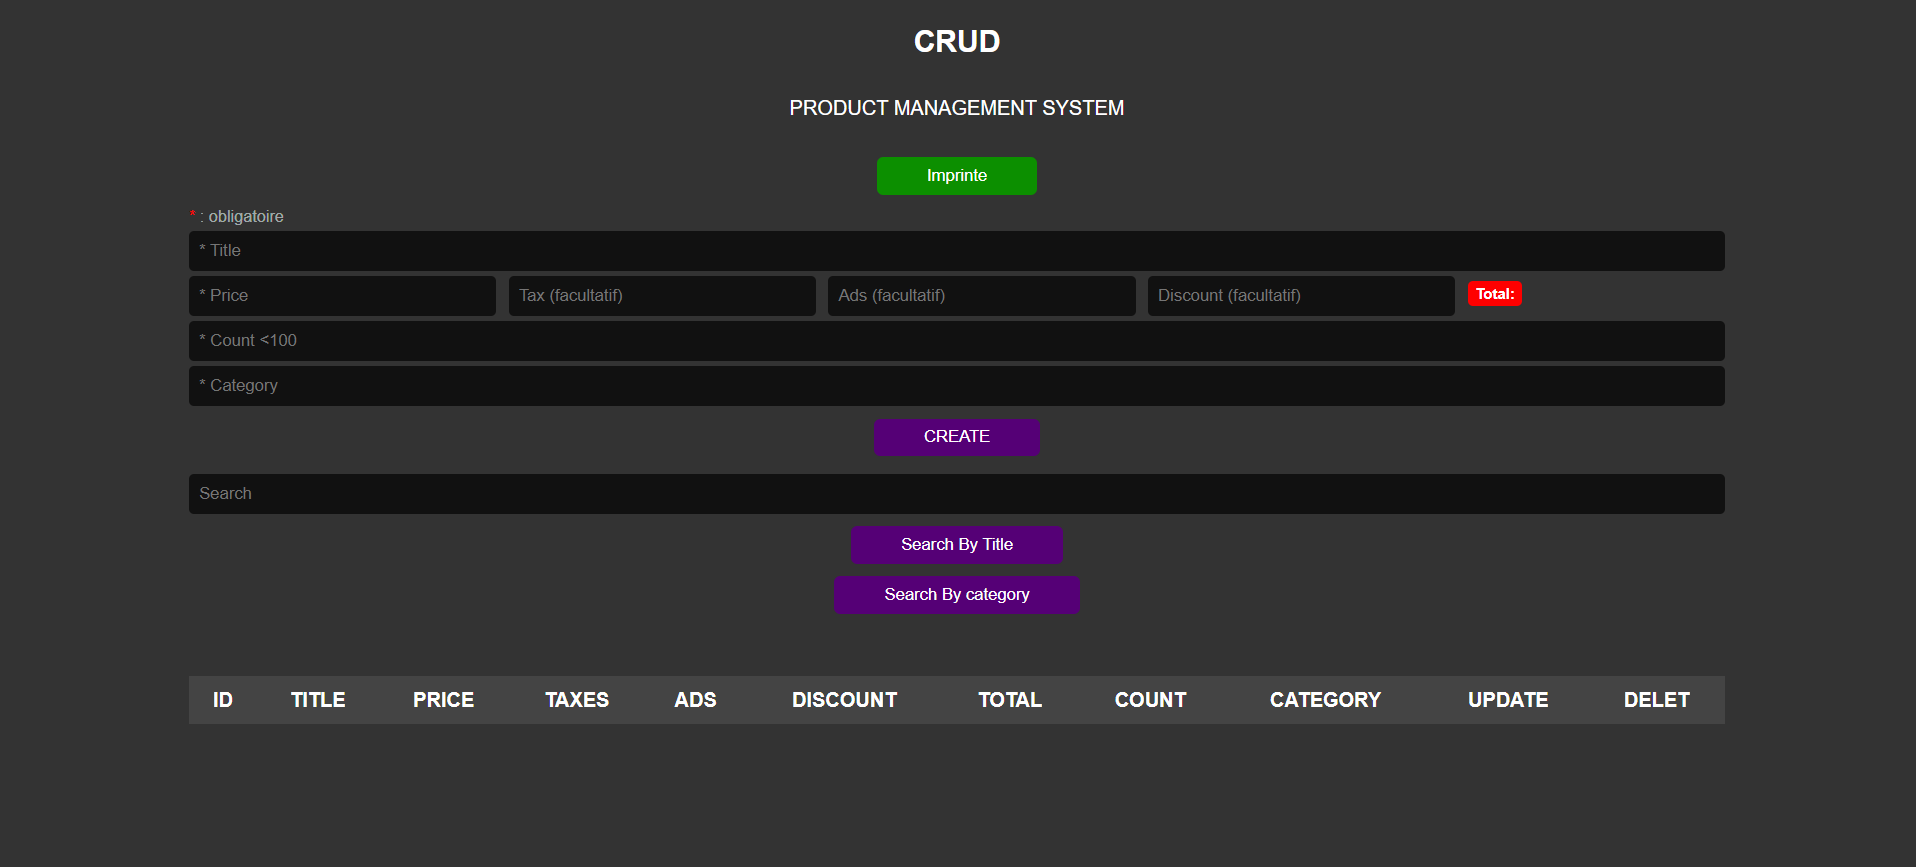 CRUD
PRODUCT MANAGEMENT SYSTEM
Imprinte
* : obligatoire
* Title
* Price Tax (facultatif) Ads (facultatif) Discount (facultatif) Total:
* Count <100
* Category
CREATE
Search
Search By Title
Search By category
ID TITLE PRICE TAXES ADS DISCOUNT TOTAL COUNT CATEGORY UPDATE DELET